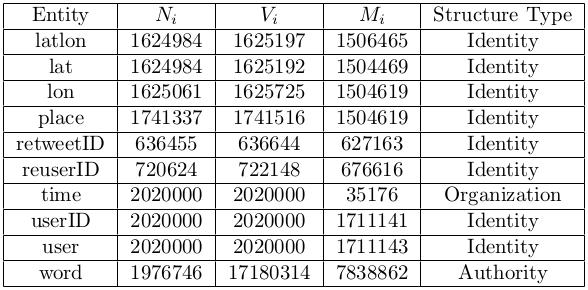 Entity N_i V_i M_i Structure Type
latlon 1624984 1625197 1506465 Identity
lat 1624984 1625192 1504469 Identity
lon 1625061 1625725 1504619 Identity
place 1741337 1741516 1504619 Identity
retweetID 636455 636644 627163 Identity
reuserID 720624 722148 676616 Identity
time 2020000 2020000 35176 Organization
userID 2020000 2020000 1711141 Identity
user 2020000 2020000 1711143 Identity
word 1976746 17180314 7838862 Authority